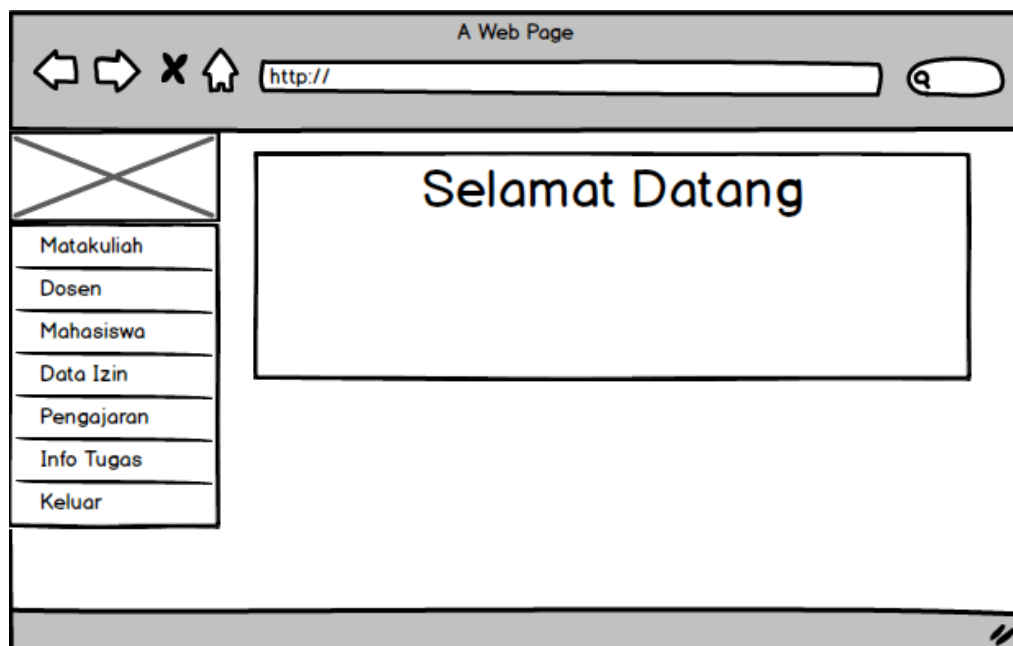 A Web Page
http://
Selamat Datang
Matakuliah
Dosen
Mahasiswa
Data Izin
Pengajaran
Info Tugas
Keluar